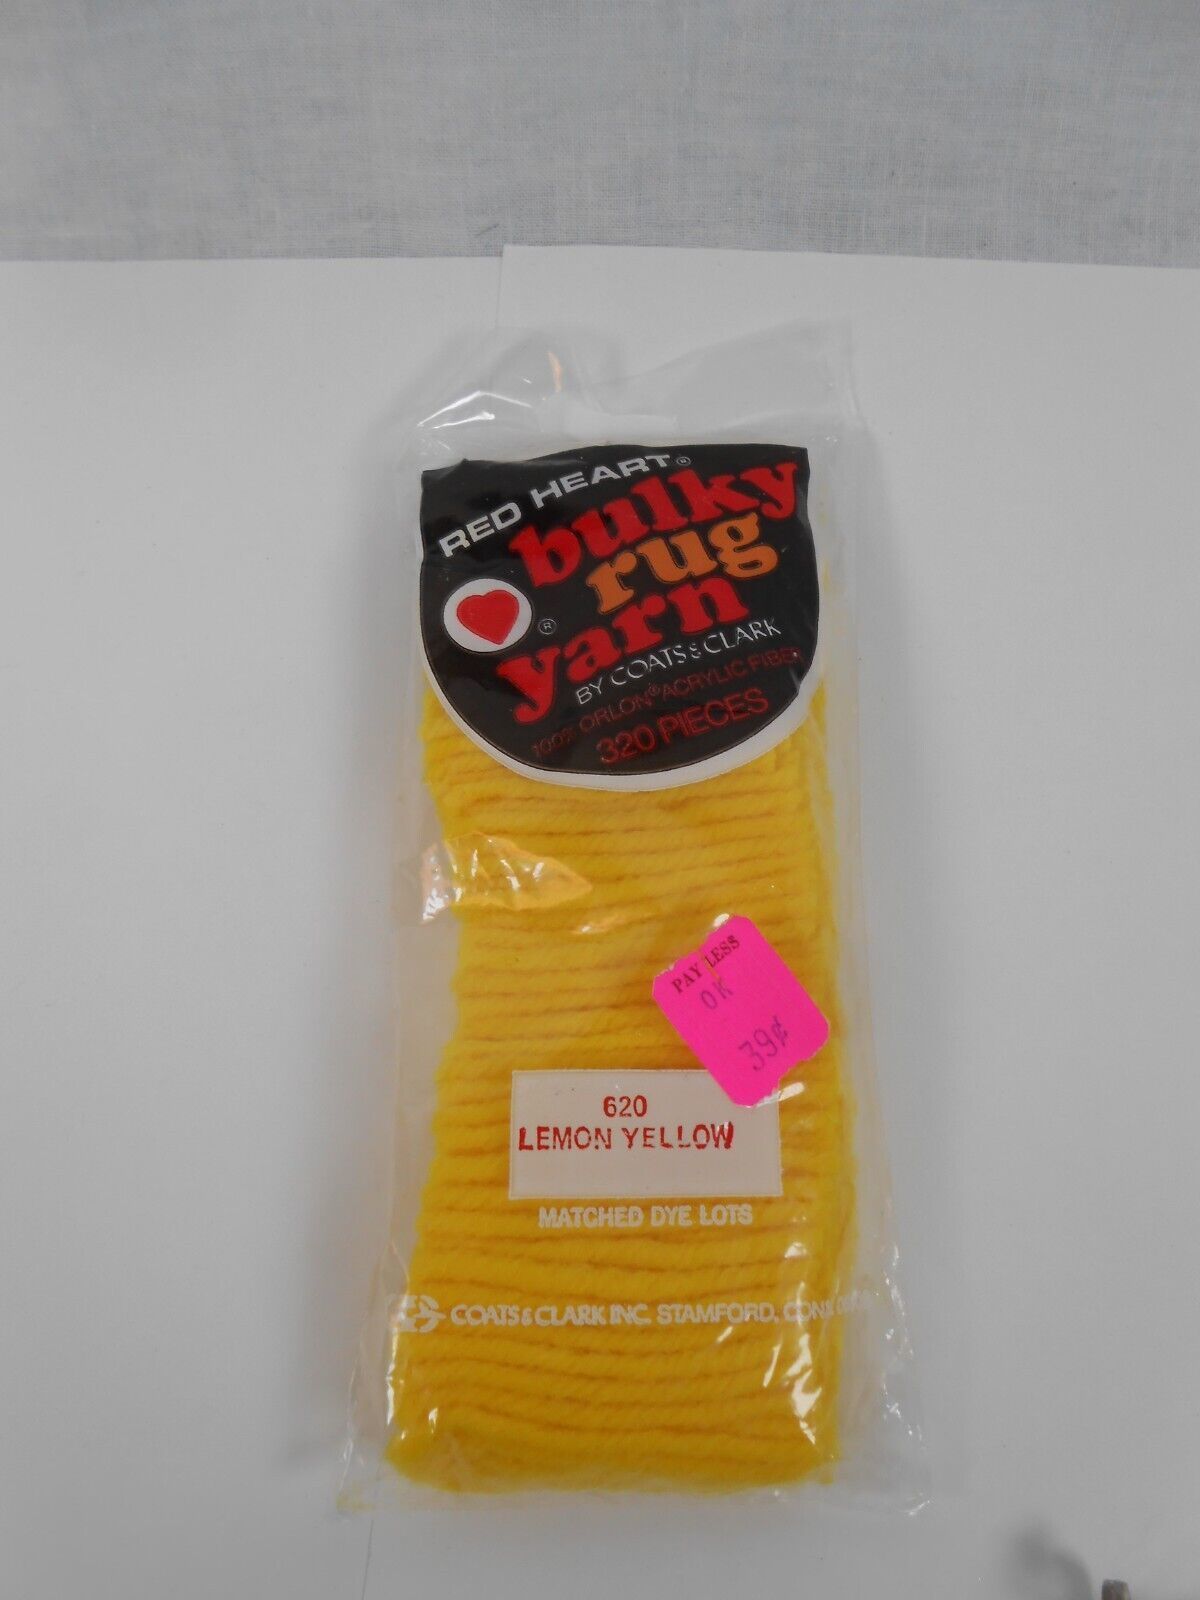 RED HEART®
bulky
rug
yarn
®
BY COATS & CLARK
100% ORLON® ACRYLIC FIBER
320 PIECES
PAY LESS
OK
39¢
620
LEMON YELLOW
MATCHED DYE LOTS
COATS & CLARK INC. STAMFORD, CONN.